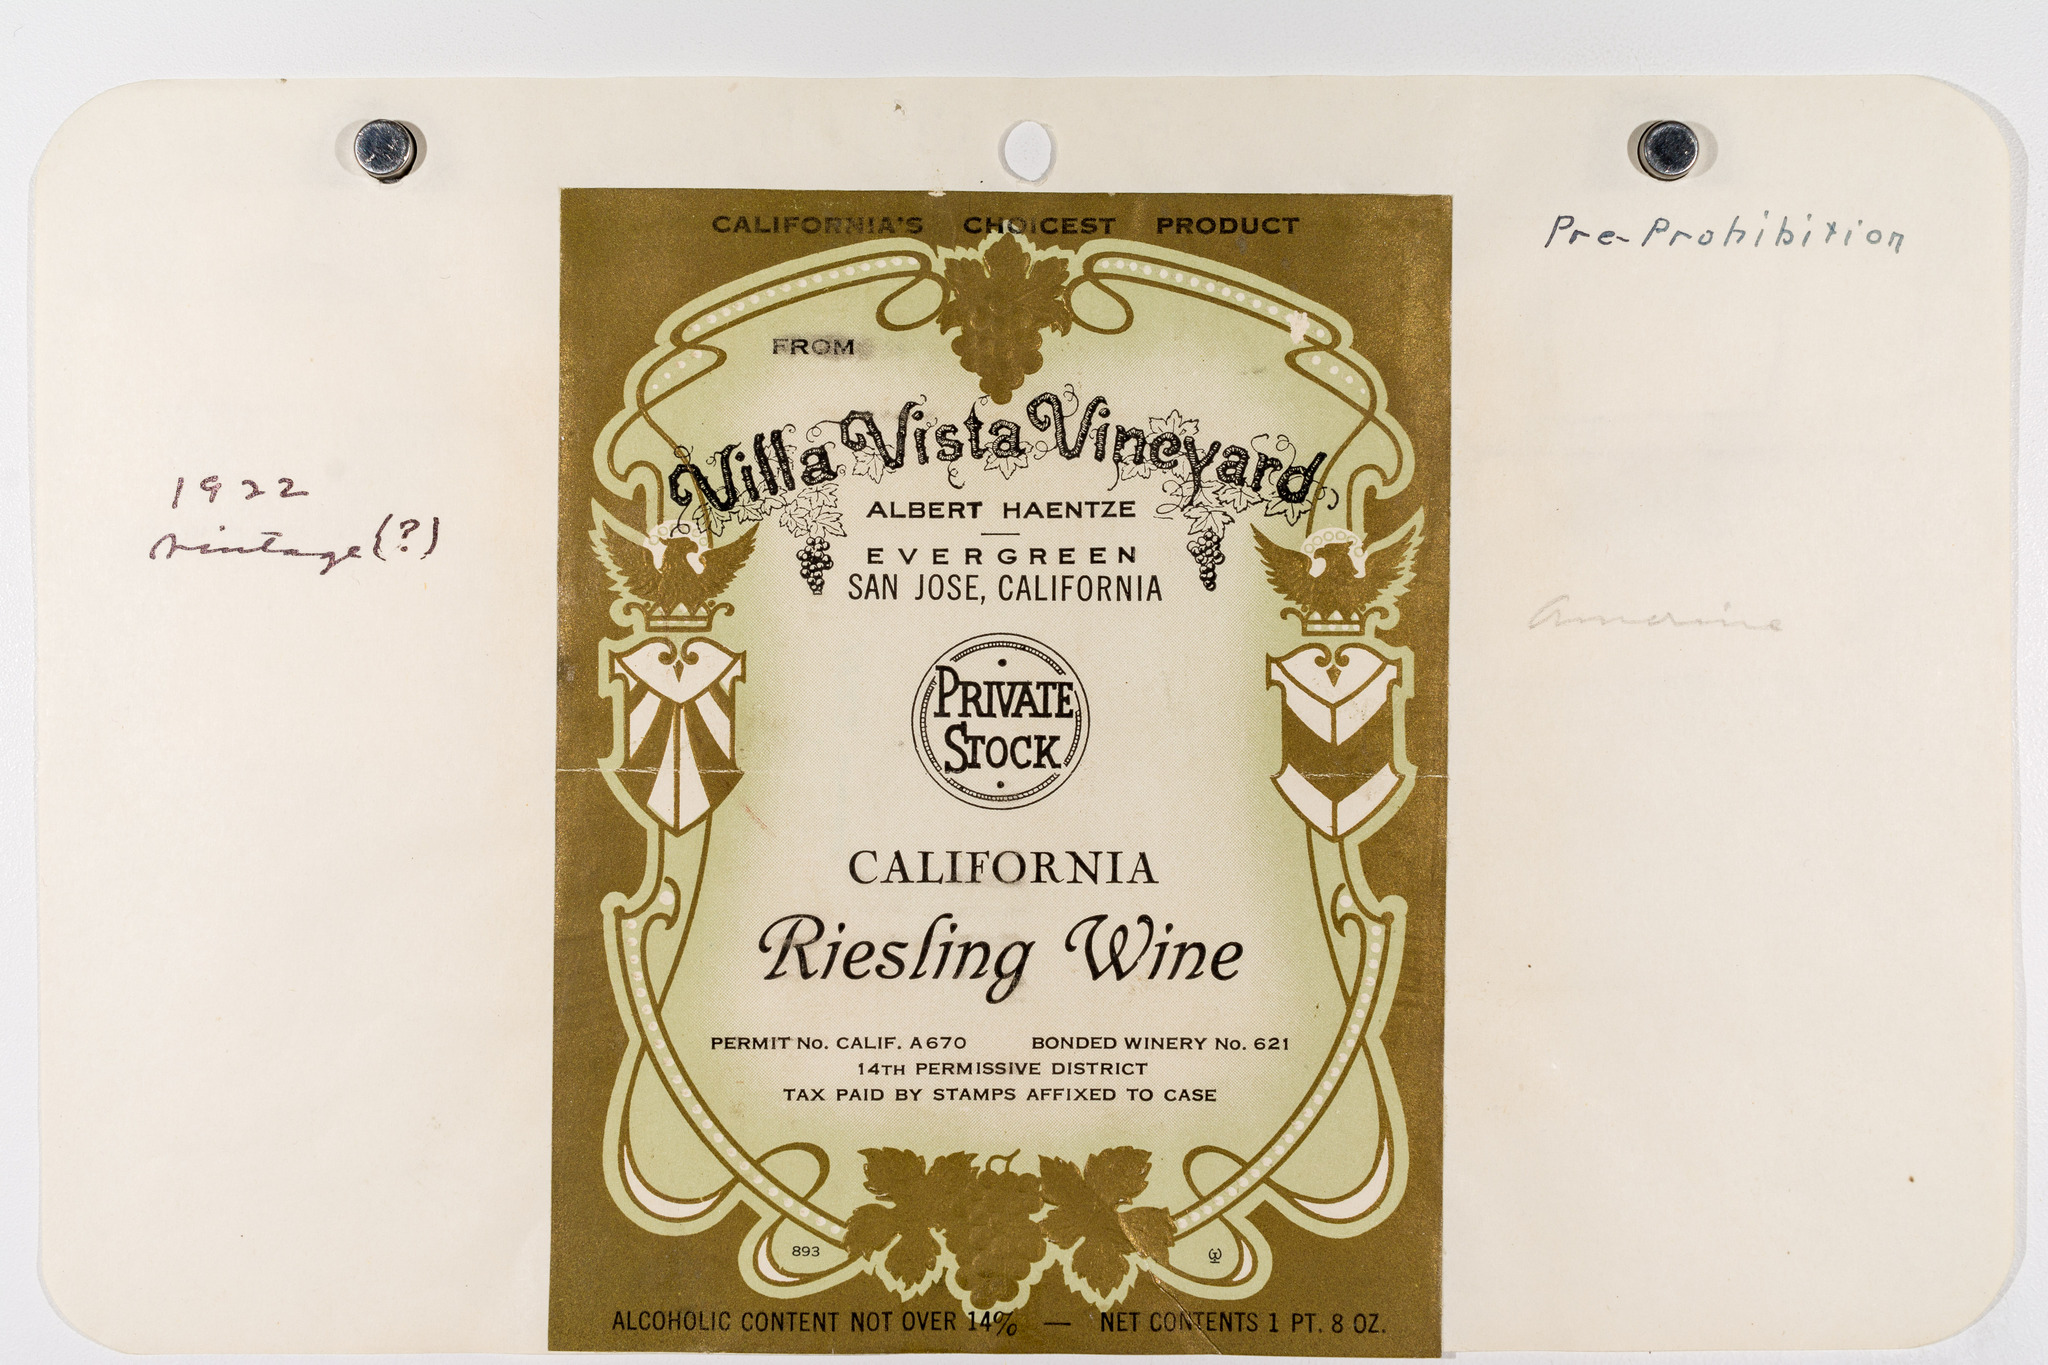 Pre-Prohibition
CALIFORNIA'S CHOICEST PRODUCT
FROM
Villa Vista Vineyard
ALBERT HAENTZE
EVERGREEN
SAN JOSE, CALIFORNIA
1922
vintage(?)
Amerine
PRIVATE
STOCK
CALIFORNIA
Riesling Wine
PERMIT No. CALIF. A670 BONDED WINERY No. 621
14TH PERMISSIVE DISTRICT
TAX PAID BY STAMPS AFFIXED TO CASE
893
ALCOHOLIC CONTENT NOT OVER 14% — NET CONTENTS 1 PT. 8 OZ.